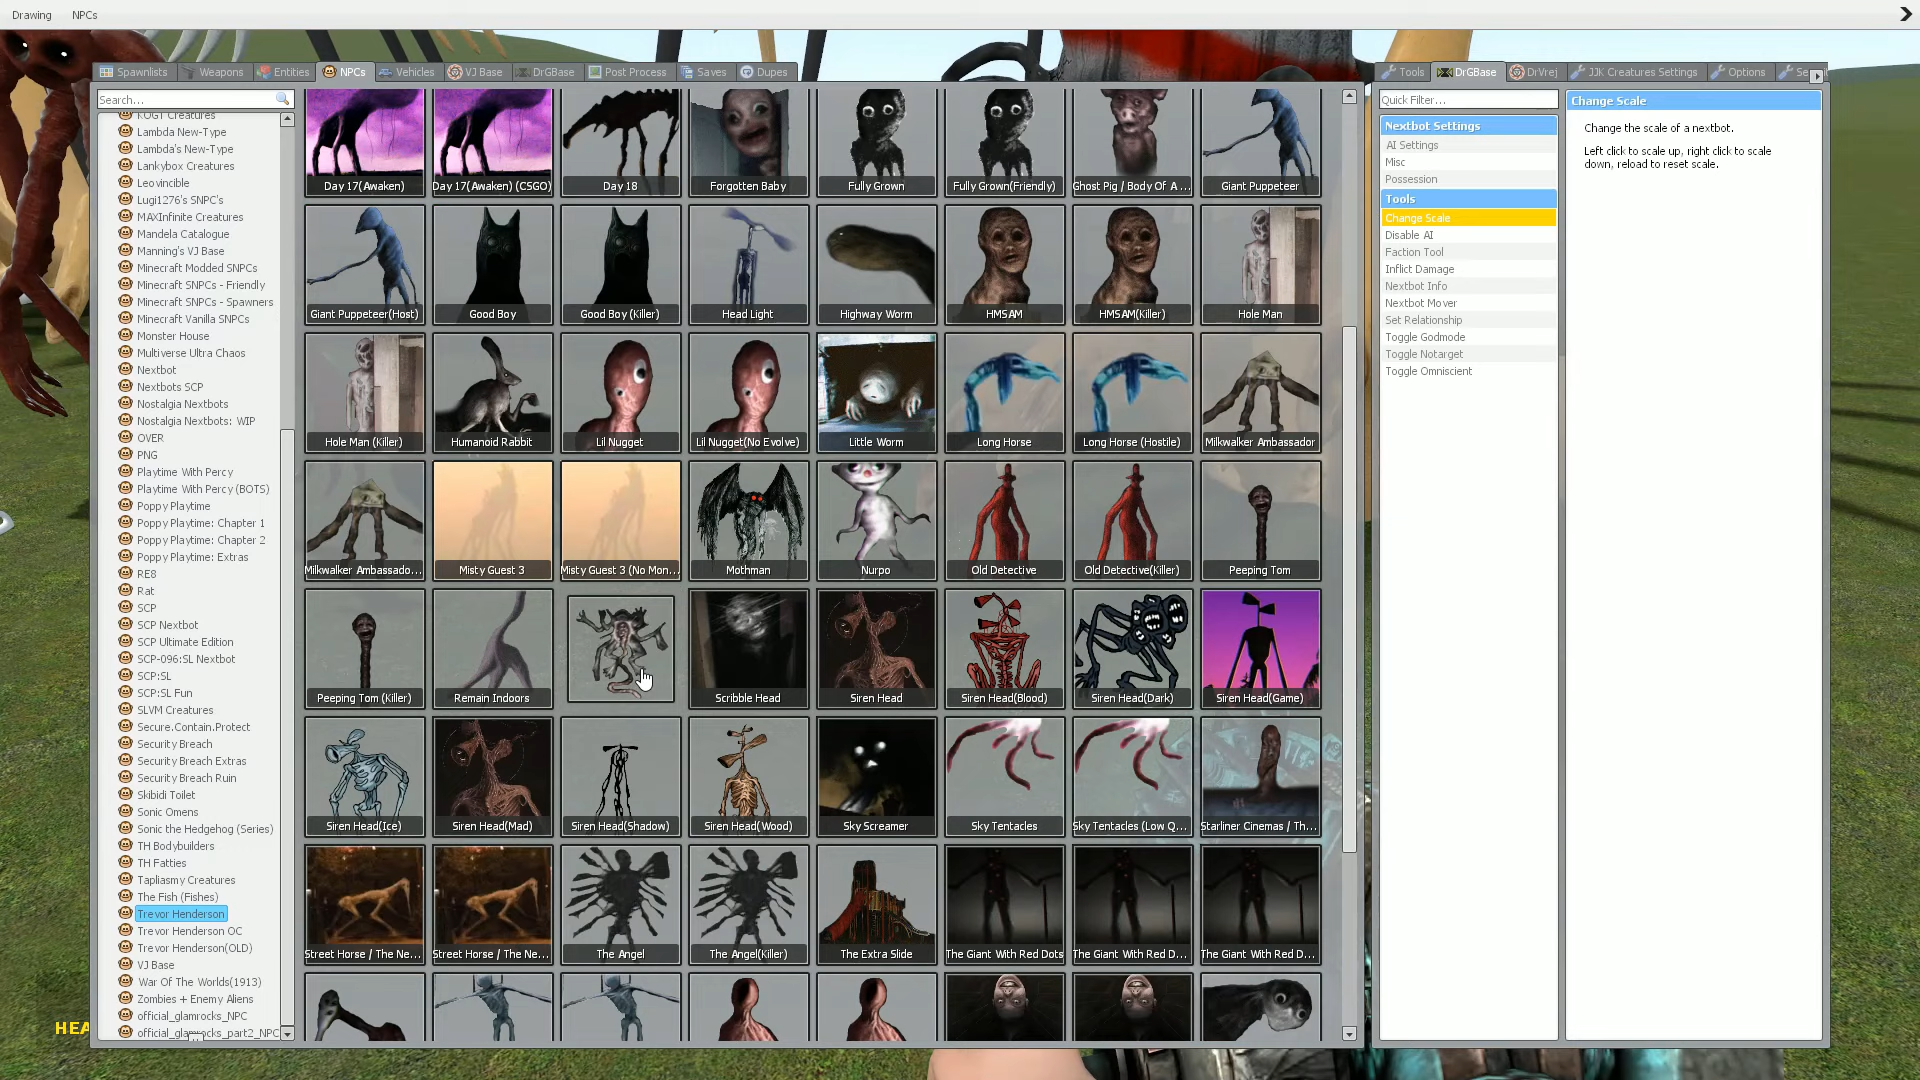 Drawing NPCs
Spawnlists Weapons Entities NPCs Vehicles VJ Base DrGBase Post Process Saves Dupes
Tools DrGBase DrVrej JJK Creatures Settings Options
Search...
KOGT Creatures
Lambda New-Type
Lambda's New-Type
Lankybox Creatures
Leovincible
Lugi1276's SNPC's
MAXInfinite Creatures
Mandela Catalogue
Manning's VJ Base
Minecraft Modded SNPCs
Minecraft SNPCs - Friendly
Minecraft SNPCs - Spawners
Minecraft Vanilla SNPCs
Monster House
Multiverse Ultra Chaos
Nextbot
Nextbots SCP
Nostalgia Nextbots
Nostalgia Nextbots: WIP
OVER
PNG
Playtime With Percy
Playtime With Percy (BOTS)
Poppy Playtime
Poppy Playtime: Chapter 1
Poppy Playtime: Chapter 2
Poppy Playtime: Extras
RE8
Rat
SCP
SCP Nextbot
SCP Ultimate Edition
SCP-096:SL Nextbot
SCP:SL
SCP:SL Fun
SLVM Creatures
Secure.Contain.Protect
Security Breach
Security Breach Extras
Security Breach Ruin
Skibidi Toilet
Sonic Omens
Sonic the Hedgehog (Series)
TH Bodybuilders
TH Fatties
Tapliasmy Creatures
The Fish (Fishes)
Trevor Henderson
Trevor Henderson OC
Trevor Henderson(OLD)
VJ Base
War Of The Worlds(1913)
Zombies + Enemy Aliens
official_glamrocks_NPC
official_glamrocks_part2_NPC
Day 17(Awaken) Day 17(Awaken) (CSGO) Day 18 Forgotten Baby Fully Grown Fully Grown(Friendly) Ghost Pig / Body Of A ... Giant Puppeteer
Giant Puppeteer(Host) Good Boy Good Boy (Killer) Head Light Highway Worm HMSAM HMSAM(Killer) Hole Man
Hole Man (Killer) Humanoid Rabbit Lil Nugget Lil Nugget(No Evolve) Little Worm Long Horse Long Horse (Hostile) Milkwalker Ambassador
Milkwalker Ambassado... Misty Guest 3 Misty Guest 3 (No Mon... Mothman Nurpo Old Detective Old Detective(Killer) Peeping Tom
Peeping Tom (Killer) Remain Indoors Scribble Head Siren Head Siren Head(Blood) Siren Head(Dark) Siren Head(Game)
Siren Head(Ice) Siren Head(Mad) Siren Head(Shadow) Siren Head(Wood) Sky Screamer Sky Tentacles Sky Tentacles (Low Q... Starliner Cinemas / Th...
Street Horse / The Ne... Street Horse / The Ne... The Angel The Angel(Killer) The Extra Slide The Giant With Red Dots The Giant With Red D... The Giant With Red D...
Quick Filter...
Nextbot Settings
AI Settings
Misc
Possession
Tools
Change Scale
Disable AI
Faction Tool
Inflict Damage
Nextbot Info
Nextbot Mover
Set Relationship
Toggle Godmode
Toggle Notarget
Toggle Omniscient
Change Scale
Change the scale of a nextbot.
Left click to scale up, right click to scale
down, reload to reset scale.
HEA